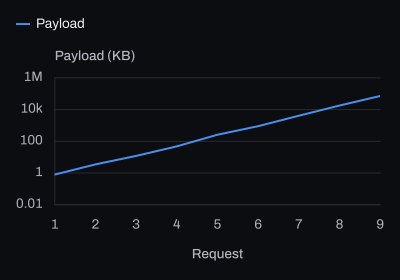 Payload
Payload (KB)
1M
10k
100
1
0.01
1 2 3 4 5 6 7 8 9
Request